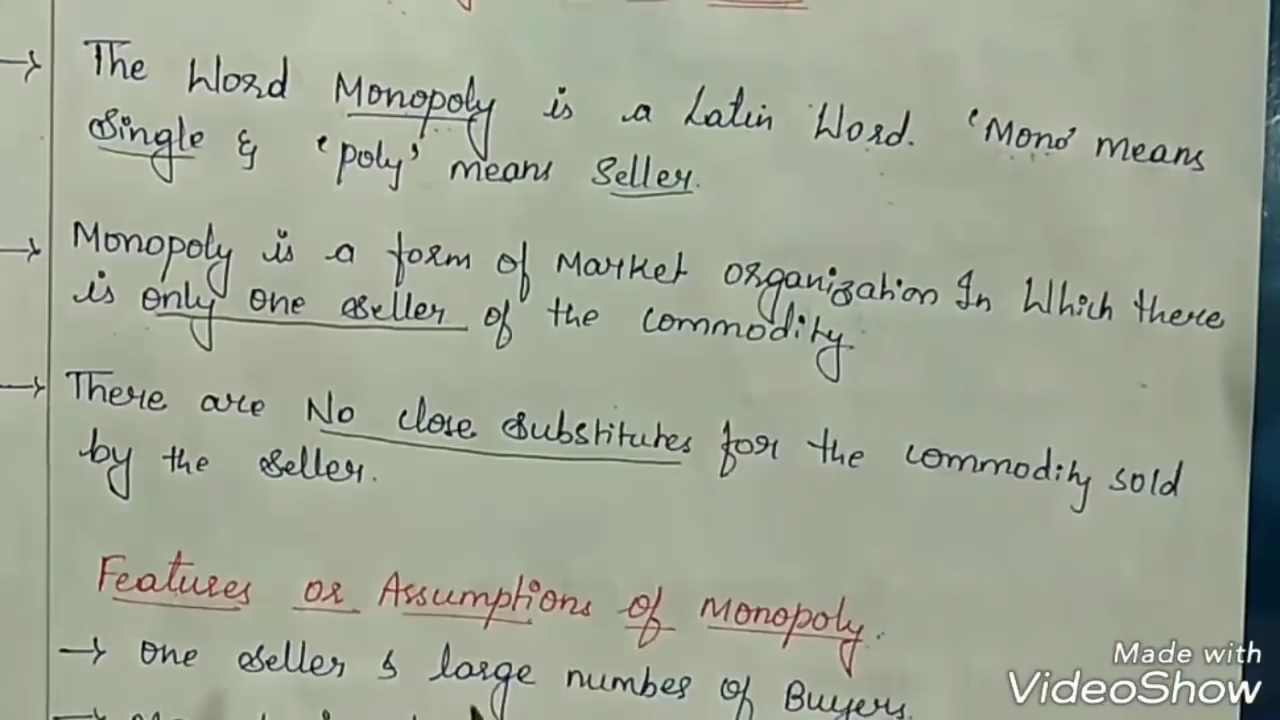 → The Word Monopoly is a Latin Word. 'Mono' means
Single & 'poly' means Seller.
→ Monopoly is a form of Market organization In Which there
is only one seller of the commodity.
→ There are No close substitutes for the commodity sold
by the seller.
Features or Assumptions of Monopoly.
→ One seller & large number of Buyers.
Made with
VideoShow